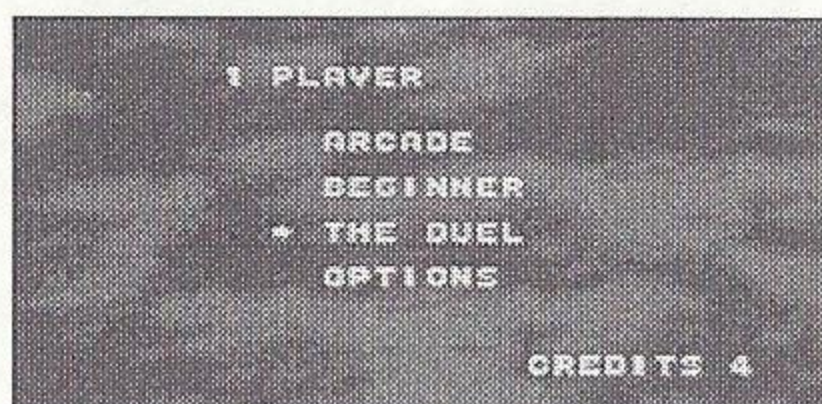 1 PLAYER
ARCADE
BEGINNER
THE DUEL
OPTIONS
CREDITS 4